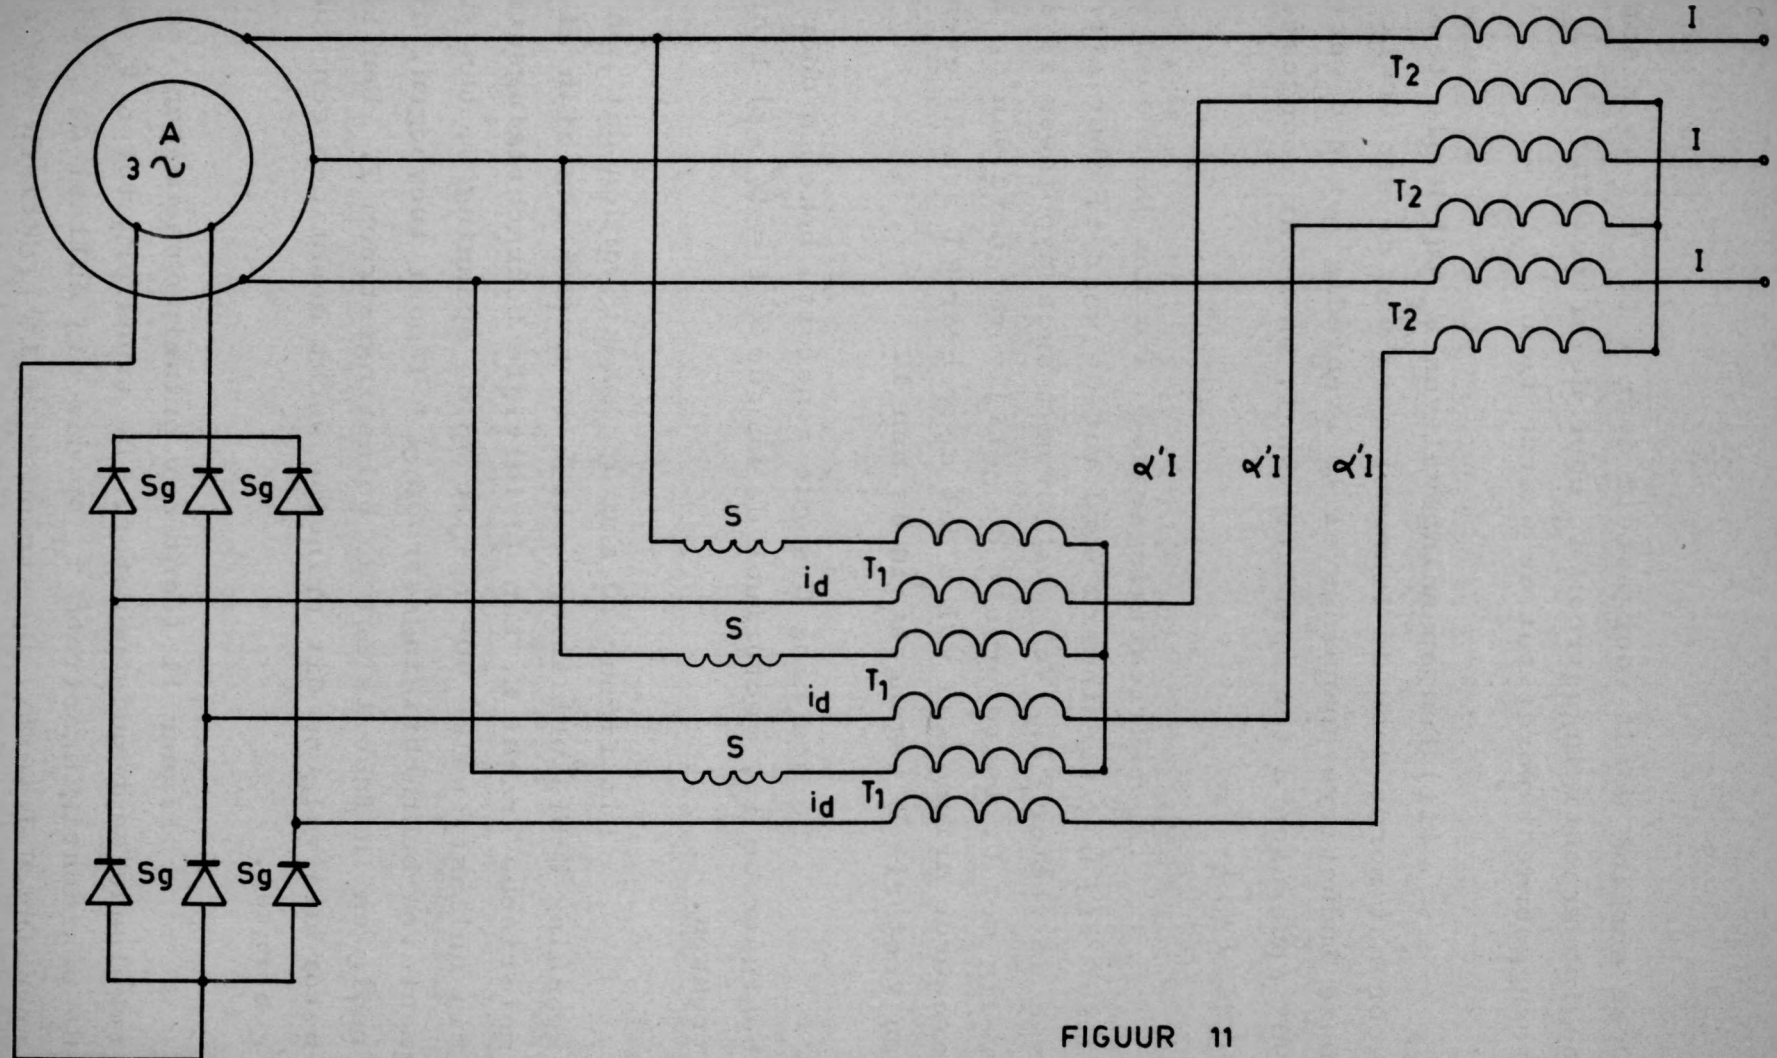 I
T2
A
3 ~
I
T2
I
T2
α'I α'I α'I
Sg Sg
S
id T1
S
id T1
S
id T1
Sg Sg
FIGUUR 11